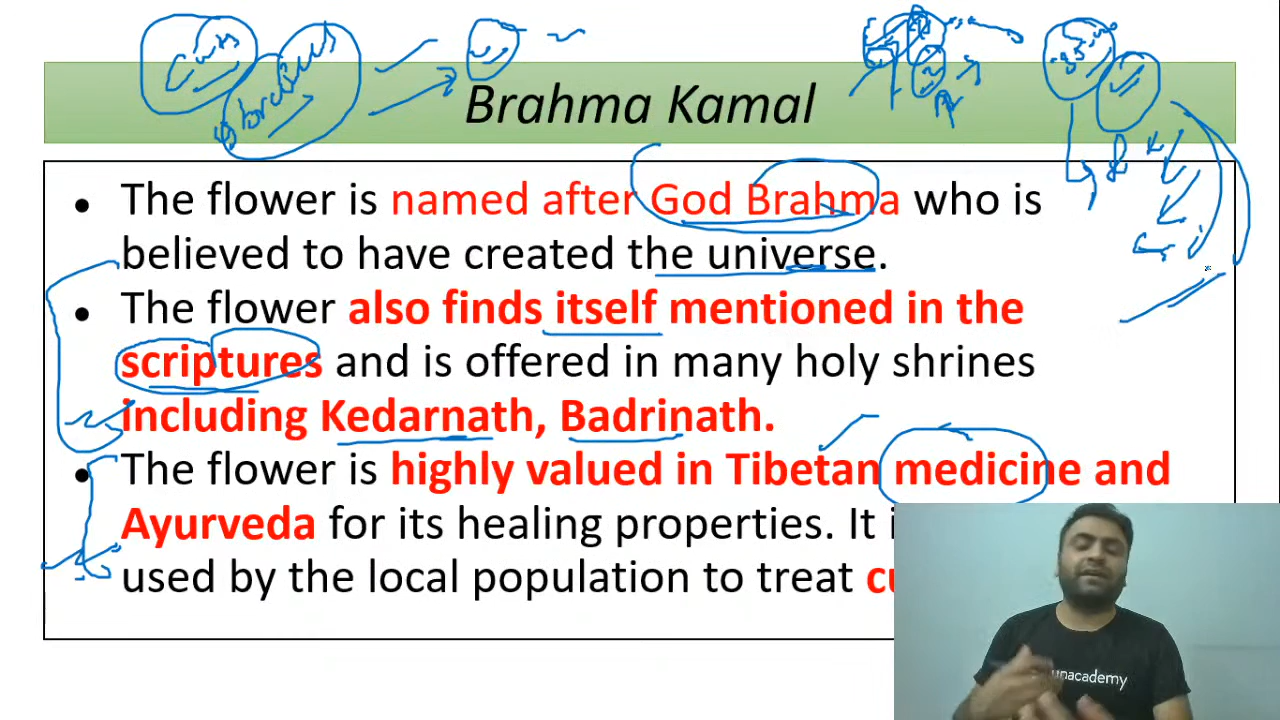 Brahma Kamal
• The flower is named after God Brahma who is
believed to have created the universe.
• The flower also finds itself mentioned in the
scriptures and is offered in many holy shrines
including Kedarnath, Badrinath.
• The flower is highly valued in Tibetan medicine and
Ayurveda for its healing properties. It
used by the local population to treat
unacademy